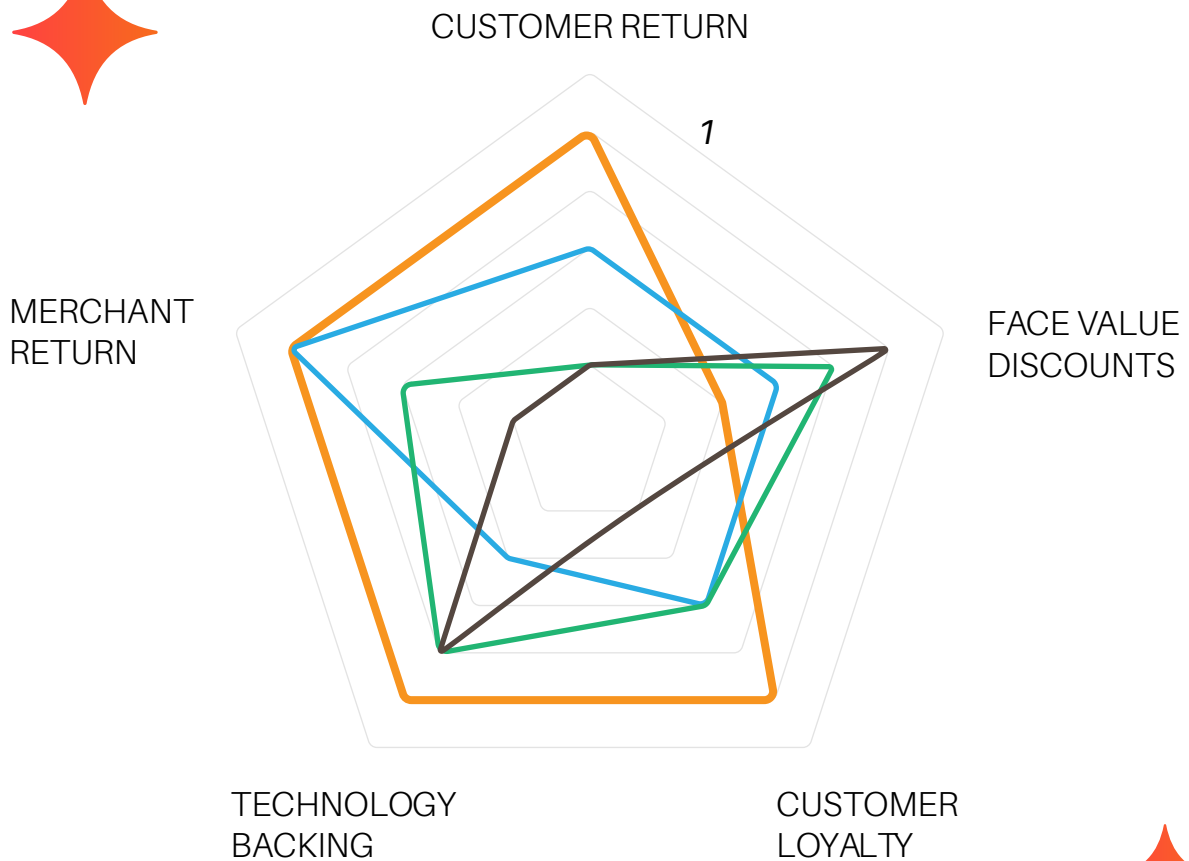 CUSTOMER RETURN
1
MERCHANT
RETURN
FACE VALUE
DISCOUNTS
TECHNOLOGY
BACKING
CUSTOMER
LOYALTY